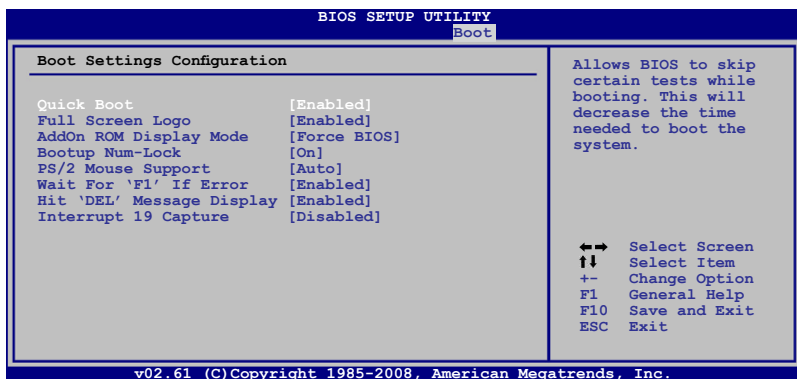 BIOS SETUP UTILITY
Boot
Boot Settings Configuration
Quick Boot [Enabled]
Full Screen Logo [Enabled]
AddOn ROM Display Mode [Force BIOS]
Bootup Num-Lock [On]
PS/2 Mouse Support [Auto]
Wait For ‘F1’ If Error [Enabled]
Hit ‘DEL’ Message Display [Enabled]
Interrupt 19 Capture [Disabled]
Allows BIOS to skip
certain tests while
booting. This will
decrease the time
needed to boot the
system.
←→ Select Screen
↑↓ Select Item
+- Change Option
F1 General Help
F10 Save and Exit
ESC Exit
v02.61 (C)Copyright 1985-2008, American Megatrends, Inc.